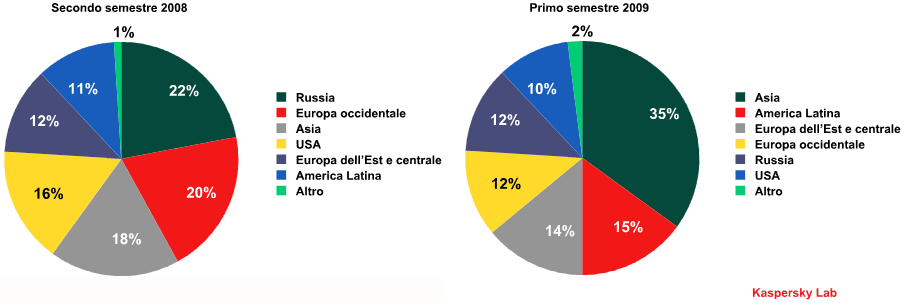 Secondo semestre 2008
1%
22%
20%
18%
16%
12%
11%
Russia
Europa occidentale
Asia
USA
Europa dell'Est e centrale
America Latina
Altro
Primo semestre 2009
2%
35%
15%
14%
12%
12%
10%
Asia
America Latina
Europa dell'Est e centrale
Europa occidentale
Russia
USA
Altro
Kaspersky Lab